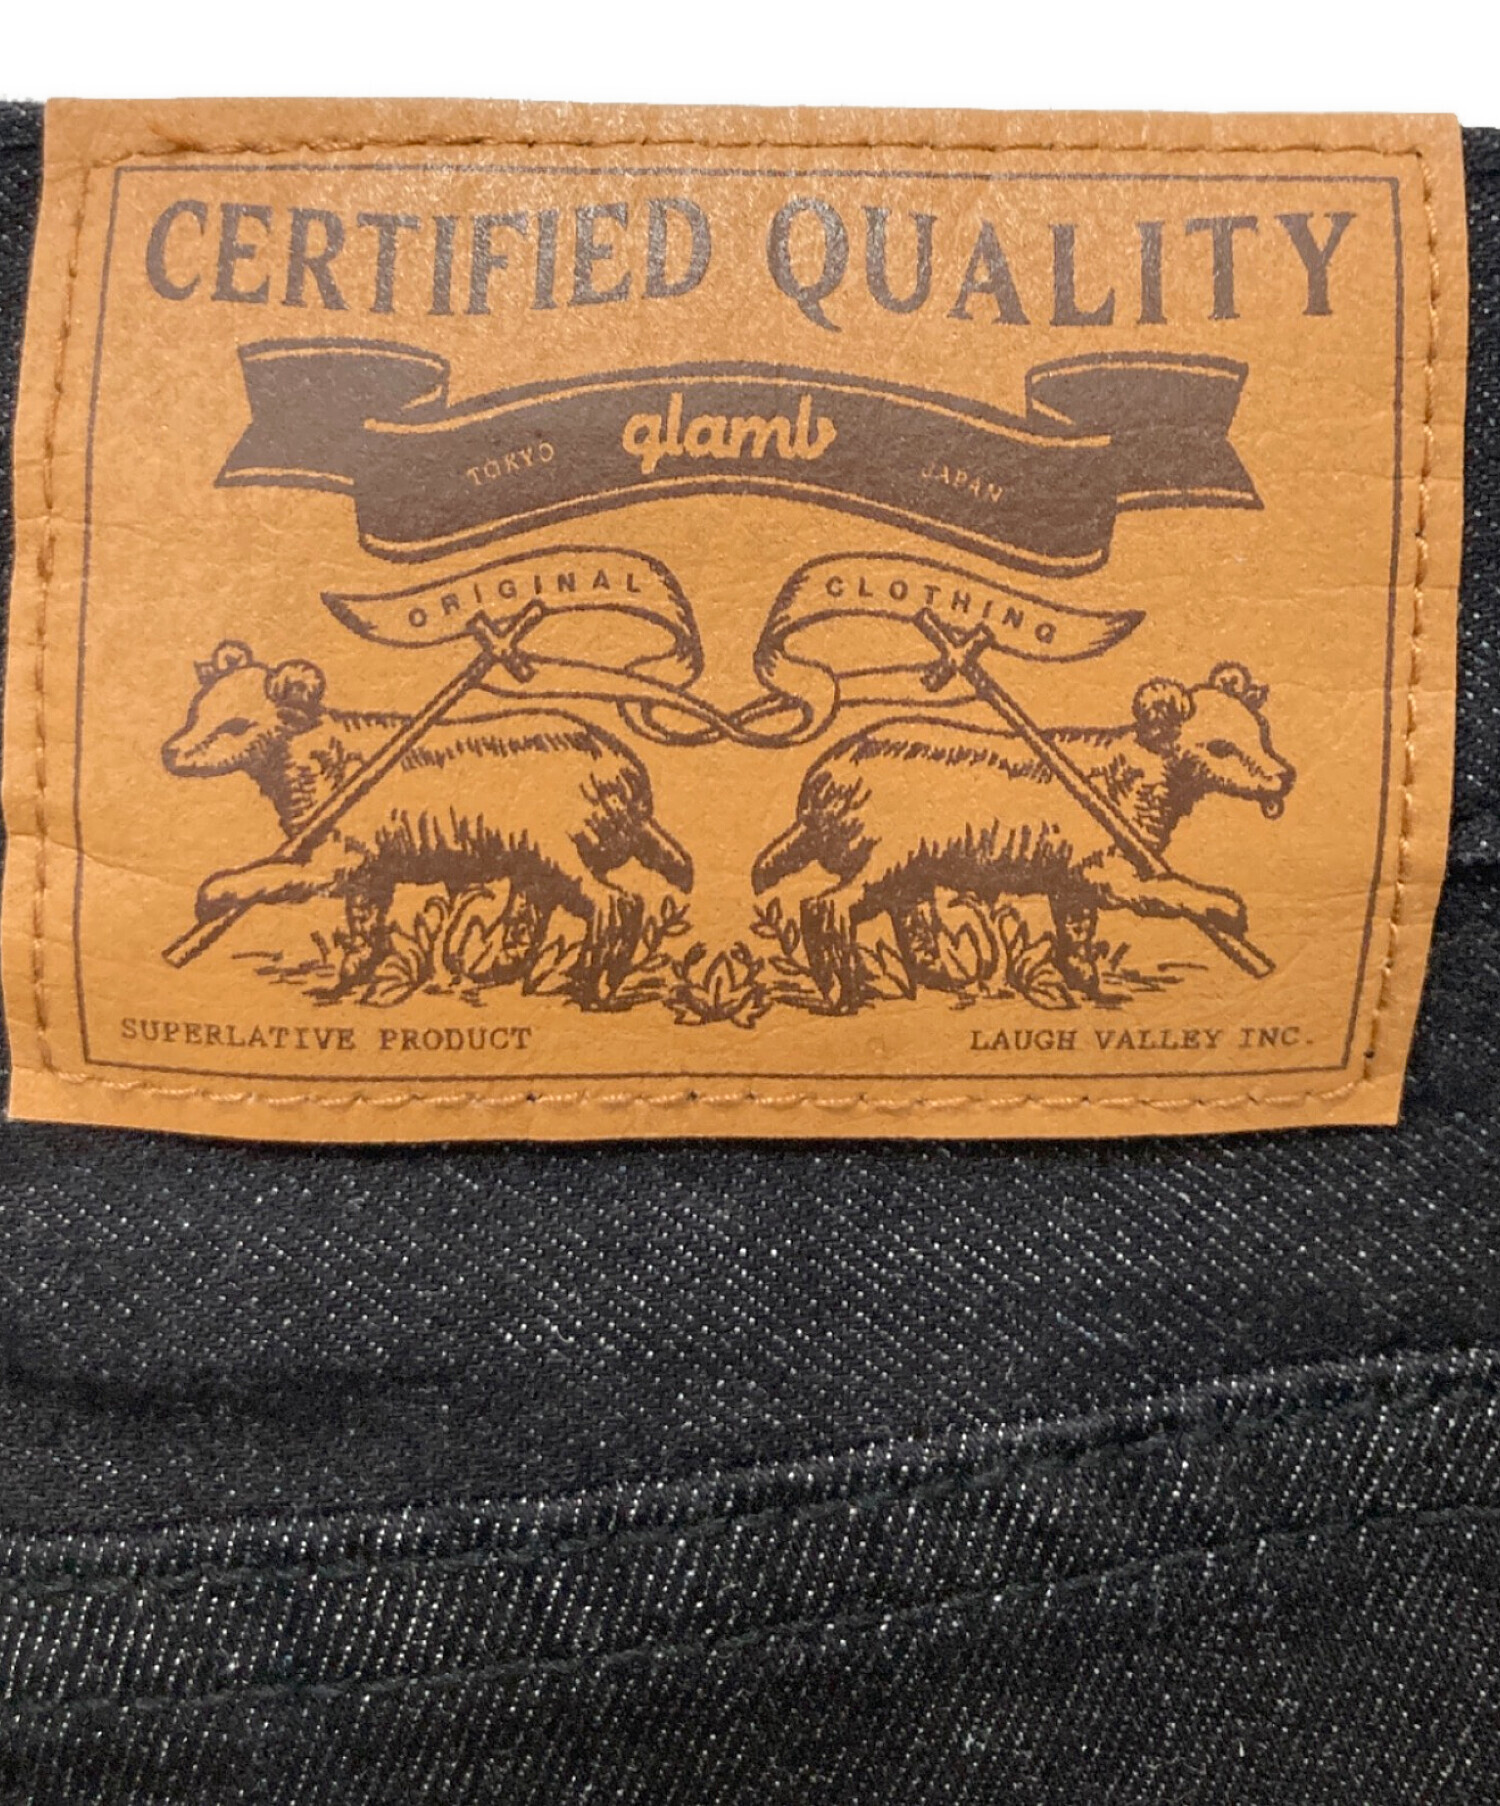 CERTIFIED QUALITY
glamb
TOKYO JAPAN
ORIGINAL CLOTHING
SUPERLATIVE PRODUCT LAUGH VALLEY INC.